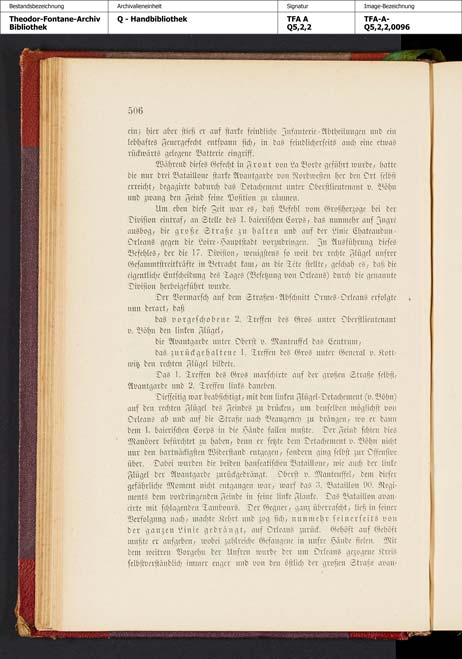 Bestandsbezeichnung
Archivalieneinheit
Signatur
Image-Bezeichnung
Theodor-Fontane-Archiv
Bibliothek
Q - Handbibliothek
TFA A
Q5,2,2
TFA-A-
Q5,2,2,0096
506
ein; hier aber stieß er auf starke feindliche Infanterie-Abtheilungen und ein
lebhaftes Feuergefecht entspann sich, in das feindlicherseits auch eine etwas
rückwärts gelegene Batterie eingriff.
Während dieses Gefecht in Front von La Borde geführt wurde, hatte
die nur drei Bataillone starke Avantgarde von Nordwesten her den Ort selbst
erreicht, degagirte dadurch das Detachement unter Oberstlieutenant v. Böhn
und zwang den Feind seine Position zu räumen.
Um eben diese Zeit war es, daß Befehl vom Großherzoge bei der
Division eintraf, an Stelle des I. baierischen Corps, das nunmehr auf Ingré
ausbog, die große Straße zu halten und auf der Linie Chateaudun-
Orleans gegen die Loire-Hauptstadt vorzudringen. In Ausführung dieses
Befehles, der die 17. Division, wenigstens so weit der rechte Flügel unsrer
Gesammtstreitkräfte in Betracht kam, an die Tête stellte, geschah es, daß die
eigentliche Entscheidung des Tages (Besetzung von Orleans) durch die genannte
Division herbeigeführt wurde.
Der Vormarsch auf dem Straßen-Abschnitt Ormes-Orleans erfolgte
nun derart, daß
das vorgeschobene 2. Treffen des Gros unter Oberstlieutenant
v. Böhn den linken Flügel,
die Avantgarde unter Oberst v. Manteuffel das Centrum,
das zurückgehaltene 1. Treffen des Gros unter General v. Kott-
witz den rechten Flügel bildete.
Das 1. Treffen des Gros marschirte auf der großen Straße selbst,
Avantgarde und 2. Treffen links daneben.
Diesseitig war beabsichtigt, mit dem linken Flügel-Detachement (v. Böhn)
auf den rechten Flügel des Feindes zu drücken, um denselben möglichst von
Orleans ab und auf die Straße nach Beaugency zu drängen, wo er dann
dem I. baierischen Corps in die Hände fallen mußte. Der Feind schien dies
Manöver befürchtet zu haben, denn er setzte dem Detachement v. Böhn nicht
nur den hartnäckigsten Widerstand entgegen, sondern ging selbst zur Offensive
über. Dabei wurden die beiden hanseatischen Bataillone, wie auch der linke
Flügel der Avantgarde zurückgedrängt. Oberst v. Manteuffel, dem dieser
gefährliche Moment nicht entgangen war, warf das 3. Bataillon 90. Regi-
ments dem vordringenden Feinde in seine linke Flanke. Das Bataillon avan-
cirte mit schlagenden Tambours. Der Gegner, ganz überrascht, ließ in seiner
Verfolgung nach, machte Kehrt und zog sich, nunmehr seinerseits von
der ganzen Linie gedrängt, auf Orleans zurück. Gehöft auf Gehöft
mußte er aufgeben, wobei zahlreiche Gefangene in unsre Hände fielen. Mit
dem weitren Vorgehn der Unsren wurde der um Orleans gezogene Kreis
selbstverständlich immer enger und von den östlich der großen Straße avan-